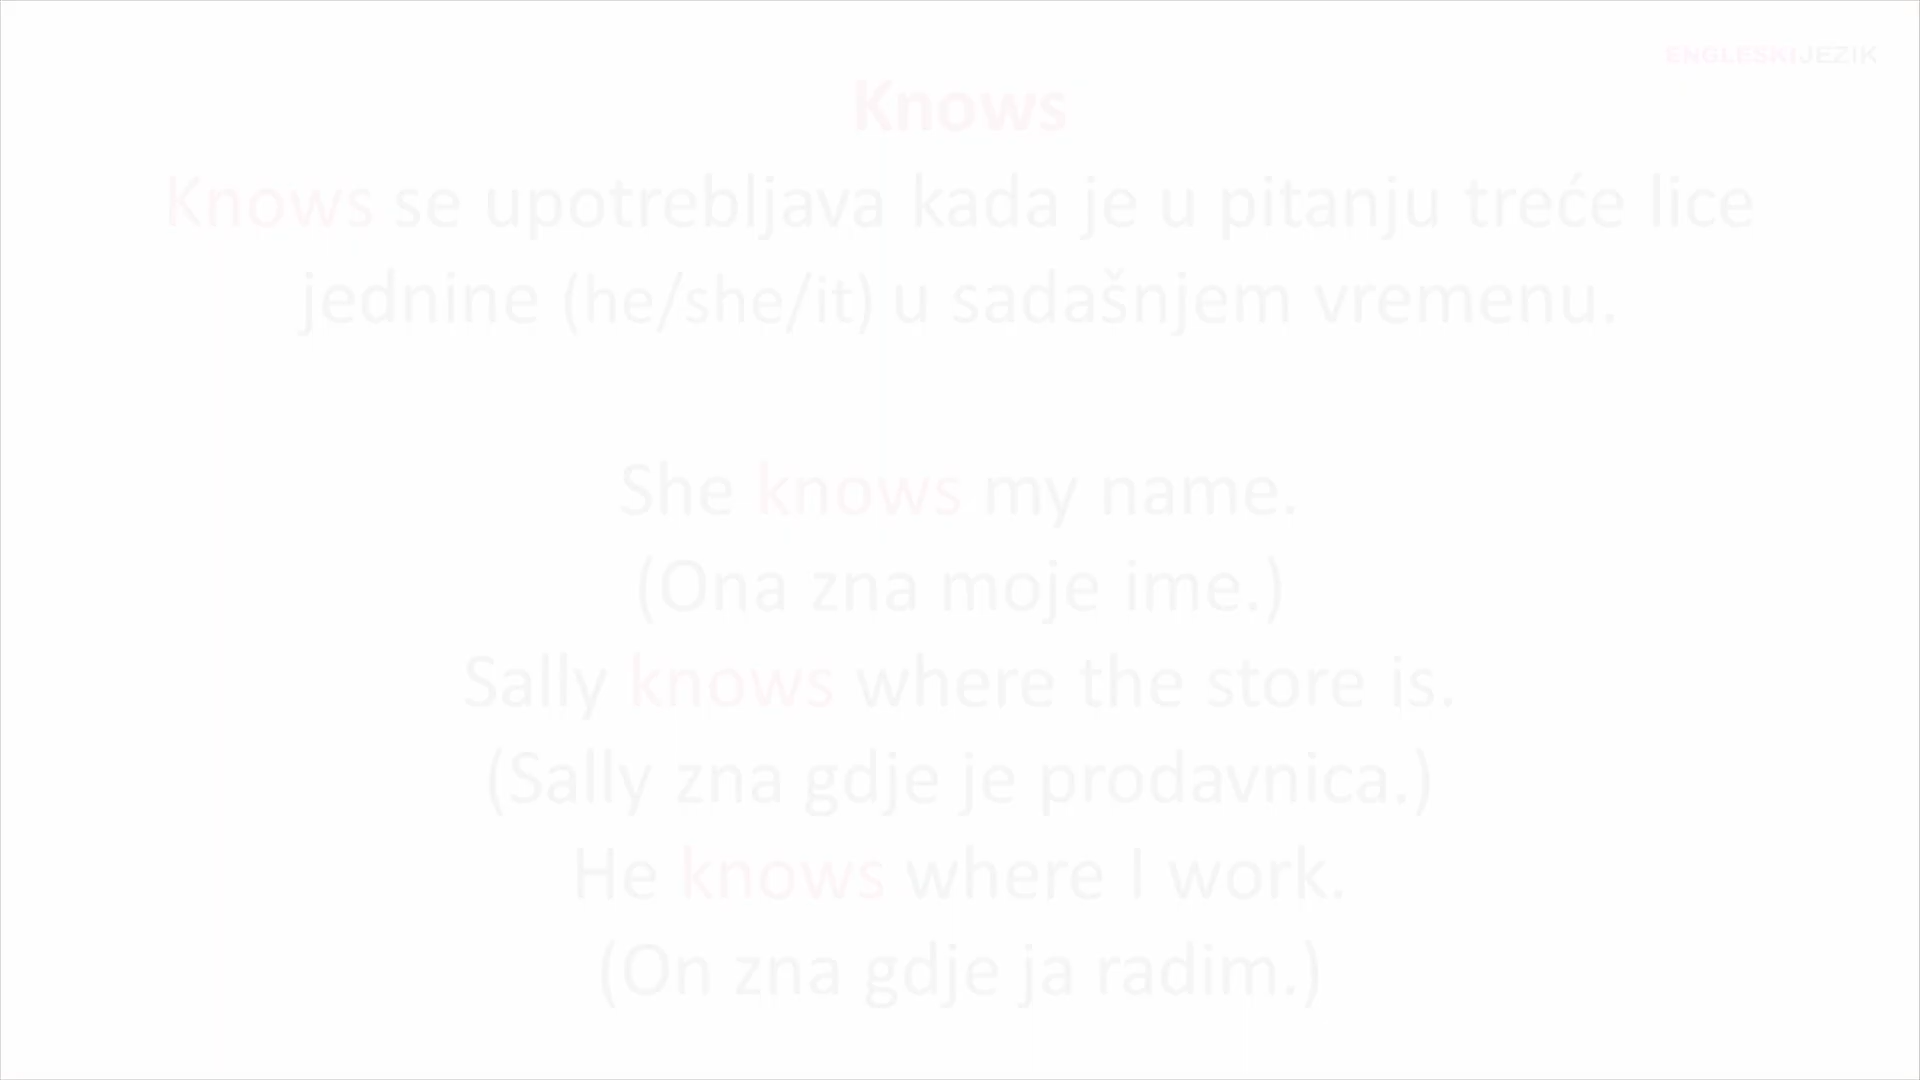 ENGLESKIJEZIK
Knows
Knows se upotrebljava kada je u pitanju treće lice
jednine (he/she/it) u sadašnjem vremenu.
She knows my name.
(Ona zna moje ime.)
Sally knows where the store is.
(Sally zna gdje je prodavnica.)
He knows where I work.
(On zna gdje ja radim.)